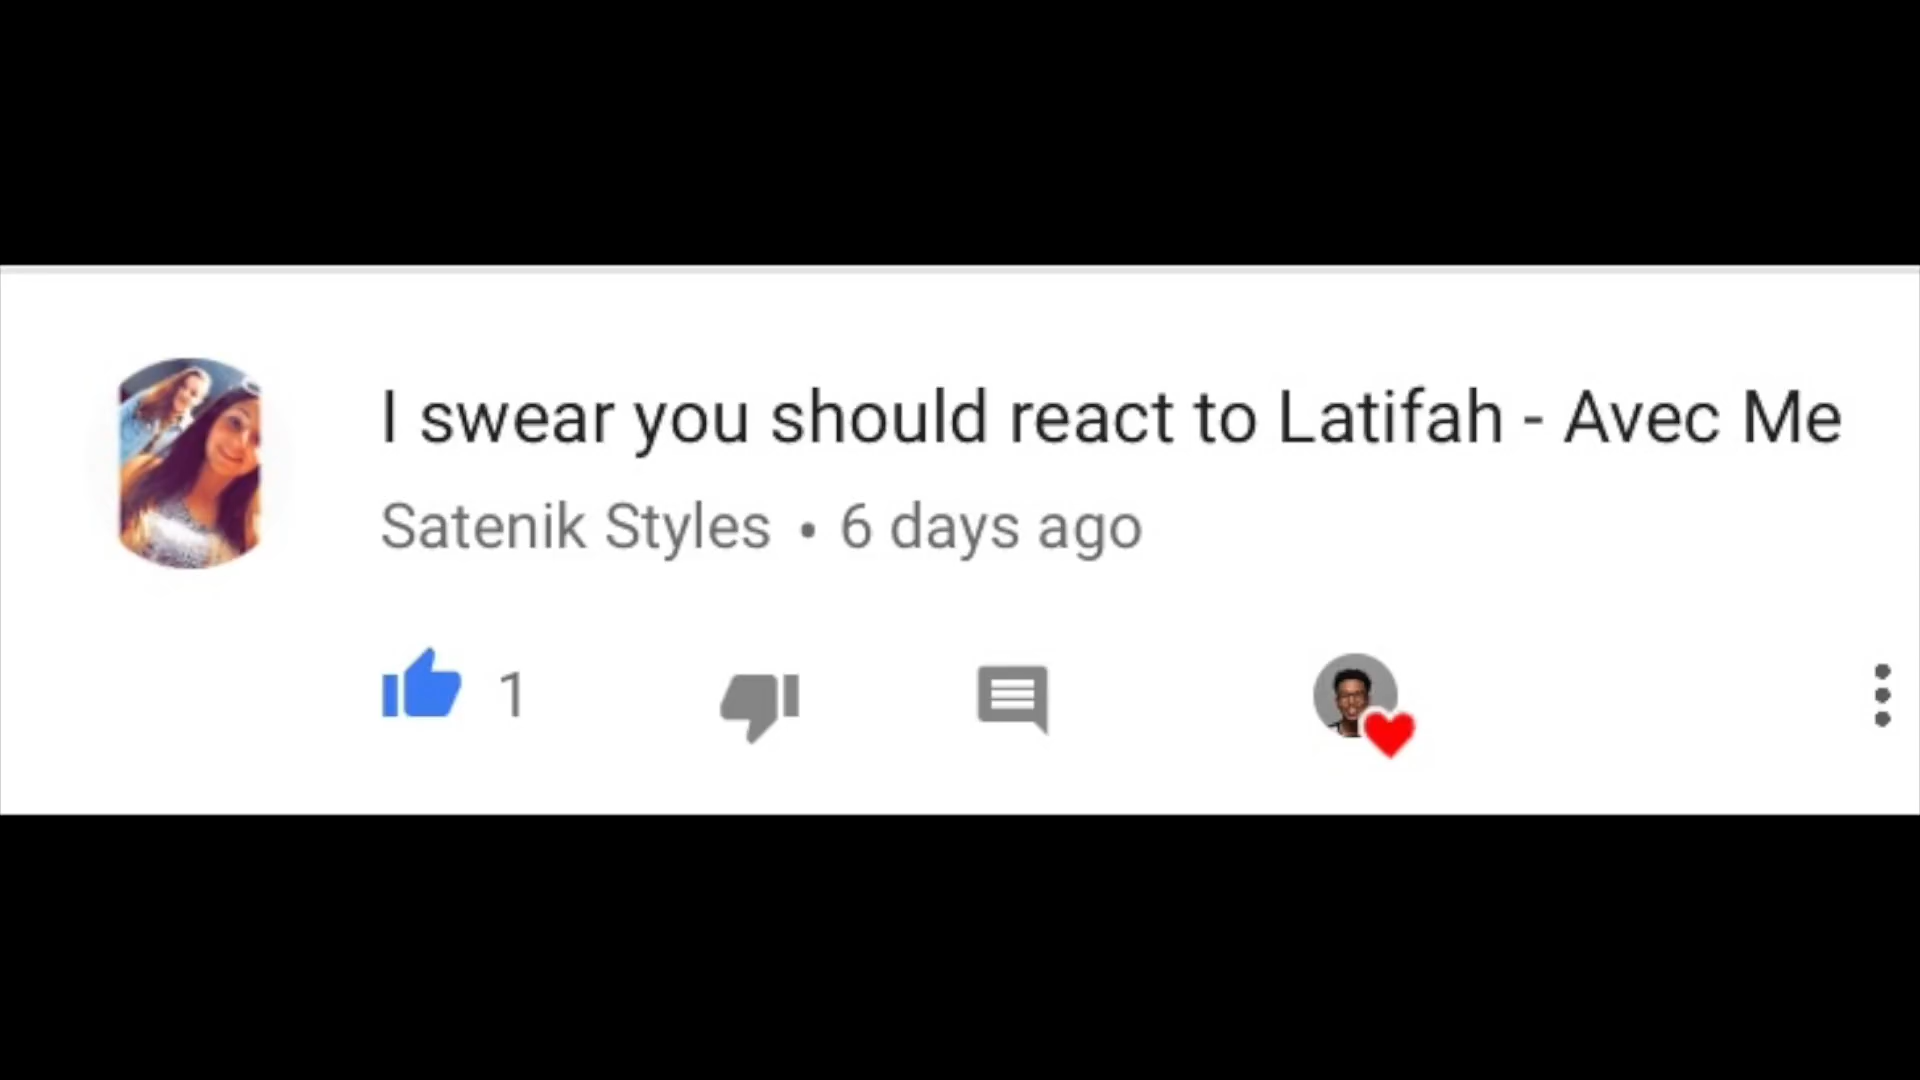 I swear you should react to Latifah - Avec Me
Satenik Styles • 6 days ago
1